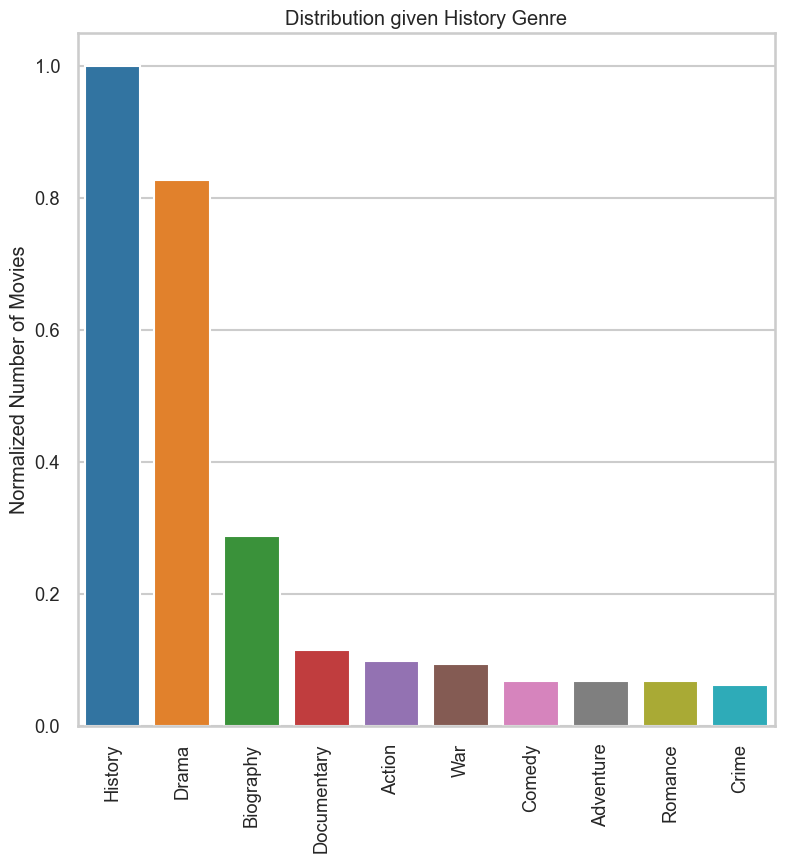 Distribution given History Genre
Normalized Number of Movies
1.0
0.8
0.6
0.4
0.2
0.0
History
Drama
Biography
Documentary
Action
War
Comedy
Adventure
Romance
Crime